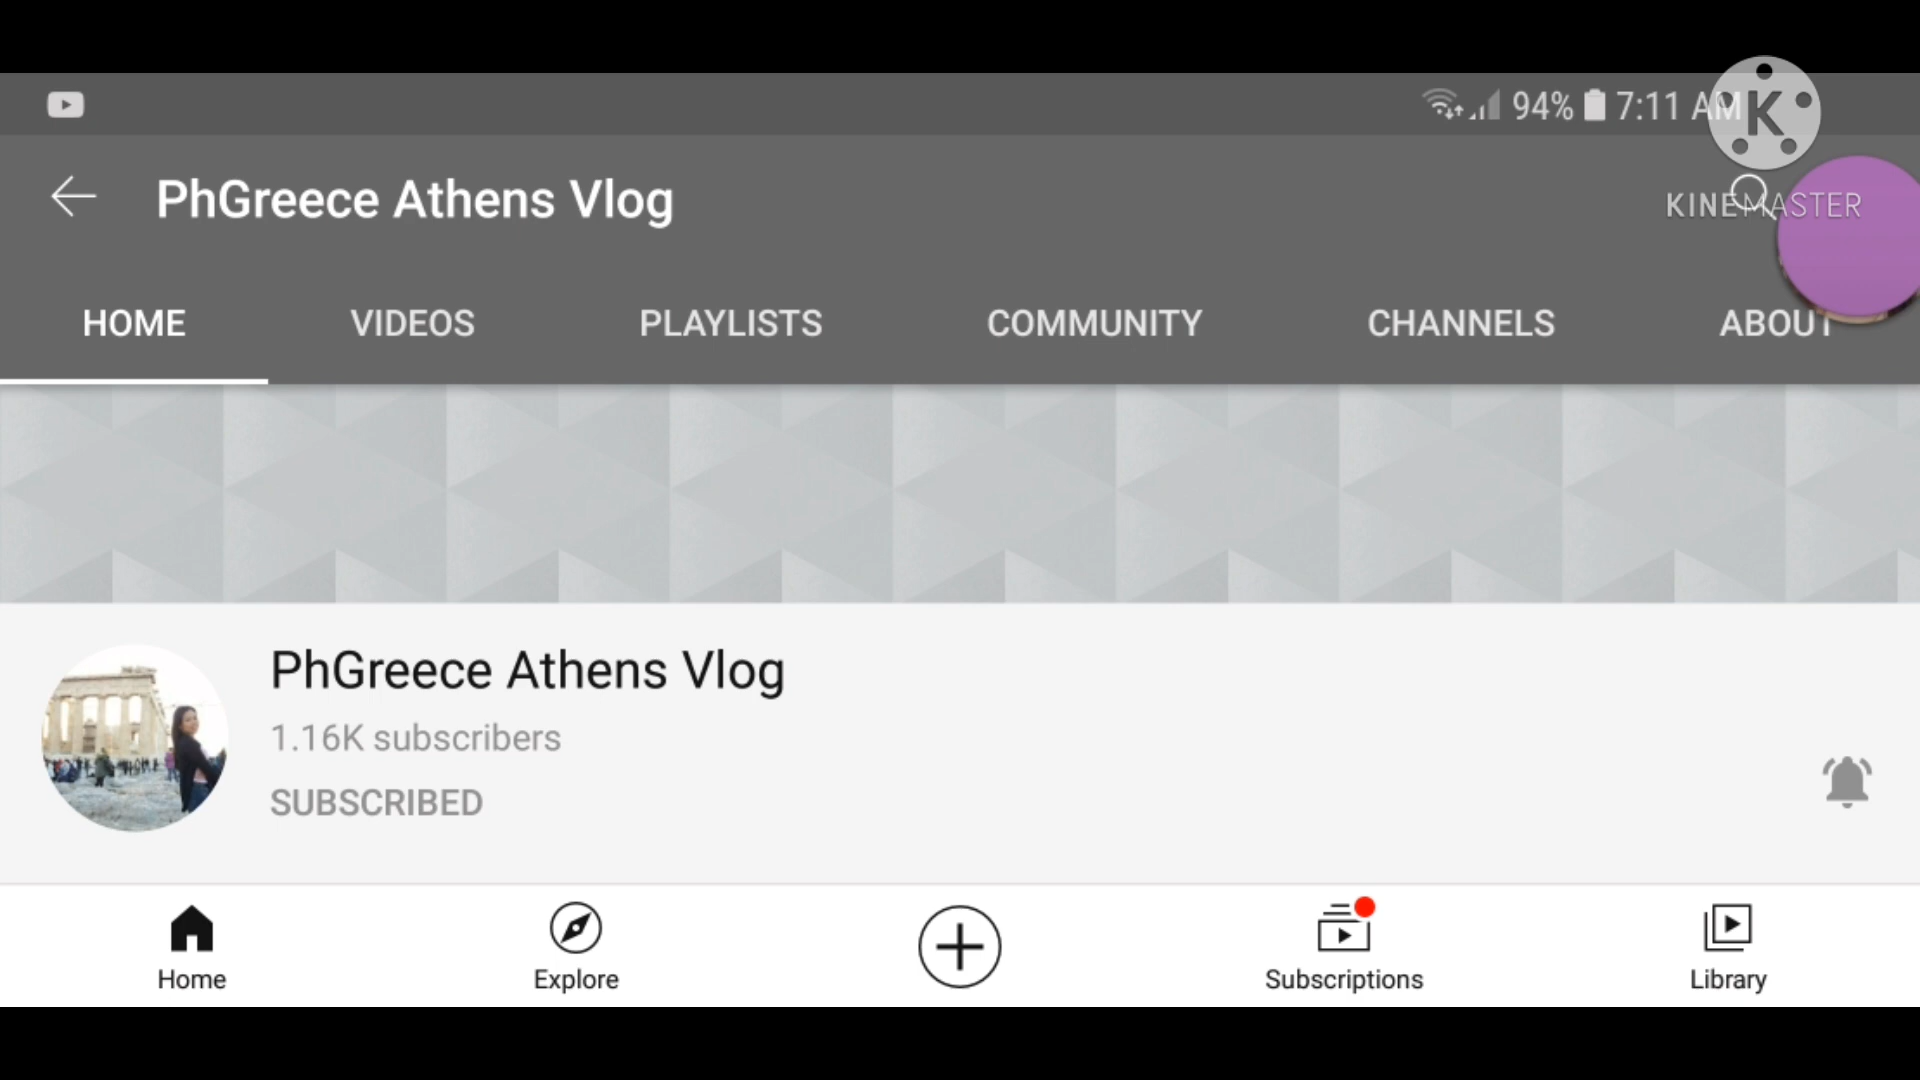 94% 7:11 AM
K
PhGreece Athens Vlog
KINEMASTER
HOME VIDEOS PLAYLISTS COMMUNITY CHANNELS ABOUT
PhGreece Athens Vlog
1.16K subscribers
SUBSCRIBED
Home Explore Subscriptions Library